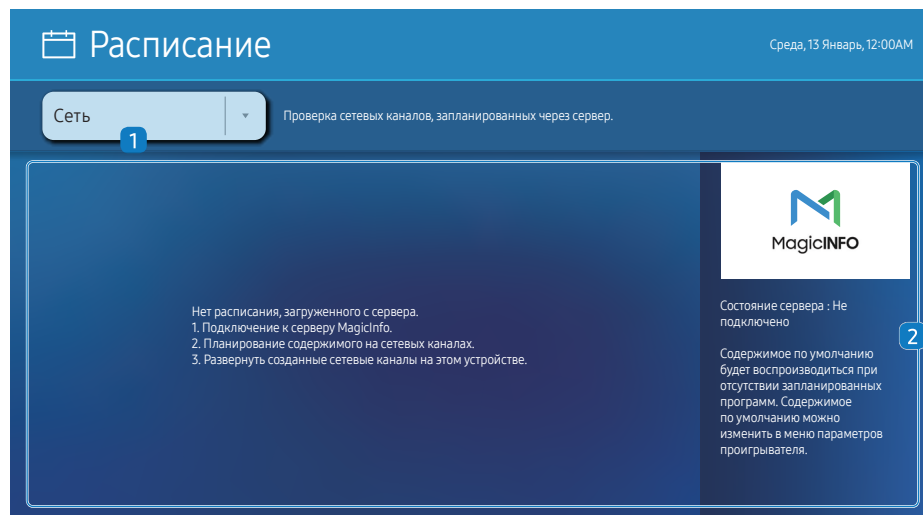 Расписание
Среда, 13 Январь, 12:00AM
Сеть
1
Проверка сетевых каналов, запланированных через сервер.
Нет расписания, загруженного с сервера.
1. Подключение к серверу MagicInfo.
2. Планирование содержимого на сетевых каналах.
3. Развернуть созданные сетевые каналы на этом устройстве.
MagicINFO
Состояние сервера : Не
подключено
2
Содержимое по умолчанию
будет воспроизводиться при
отсутствии запланированных
программ. Содержимое
по умолчанию можно
изменить в меню параметров
проигрывателя.